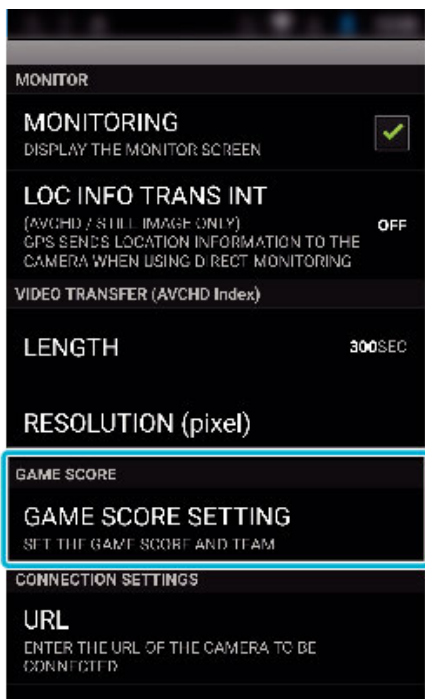 MONITOR
MONITORING
DISPLAY THE MONITOR SCREEN
LOC INFO TRANS INT
(AVCHD / STILL IMAGE ONLY)
OFF
GPS SENDS LOCATION INFORMATION TO THE
CAMERA WHEN USING DIRECT MONITORING
VIDEO TRANSFER (AVCHD Index)
LENGTH
300SEC
RESOLUTION (pixel)
GAME SCORE
GAME SCORE SETTING
SET THE GAME SCORE AND TEAM
CONNECTION SETTINGS
URL
ENTER THE URL OF THE CAMERA TO BE
CONNECTED